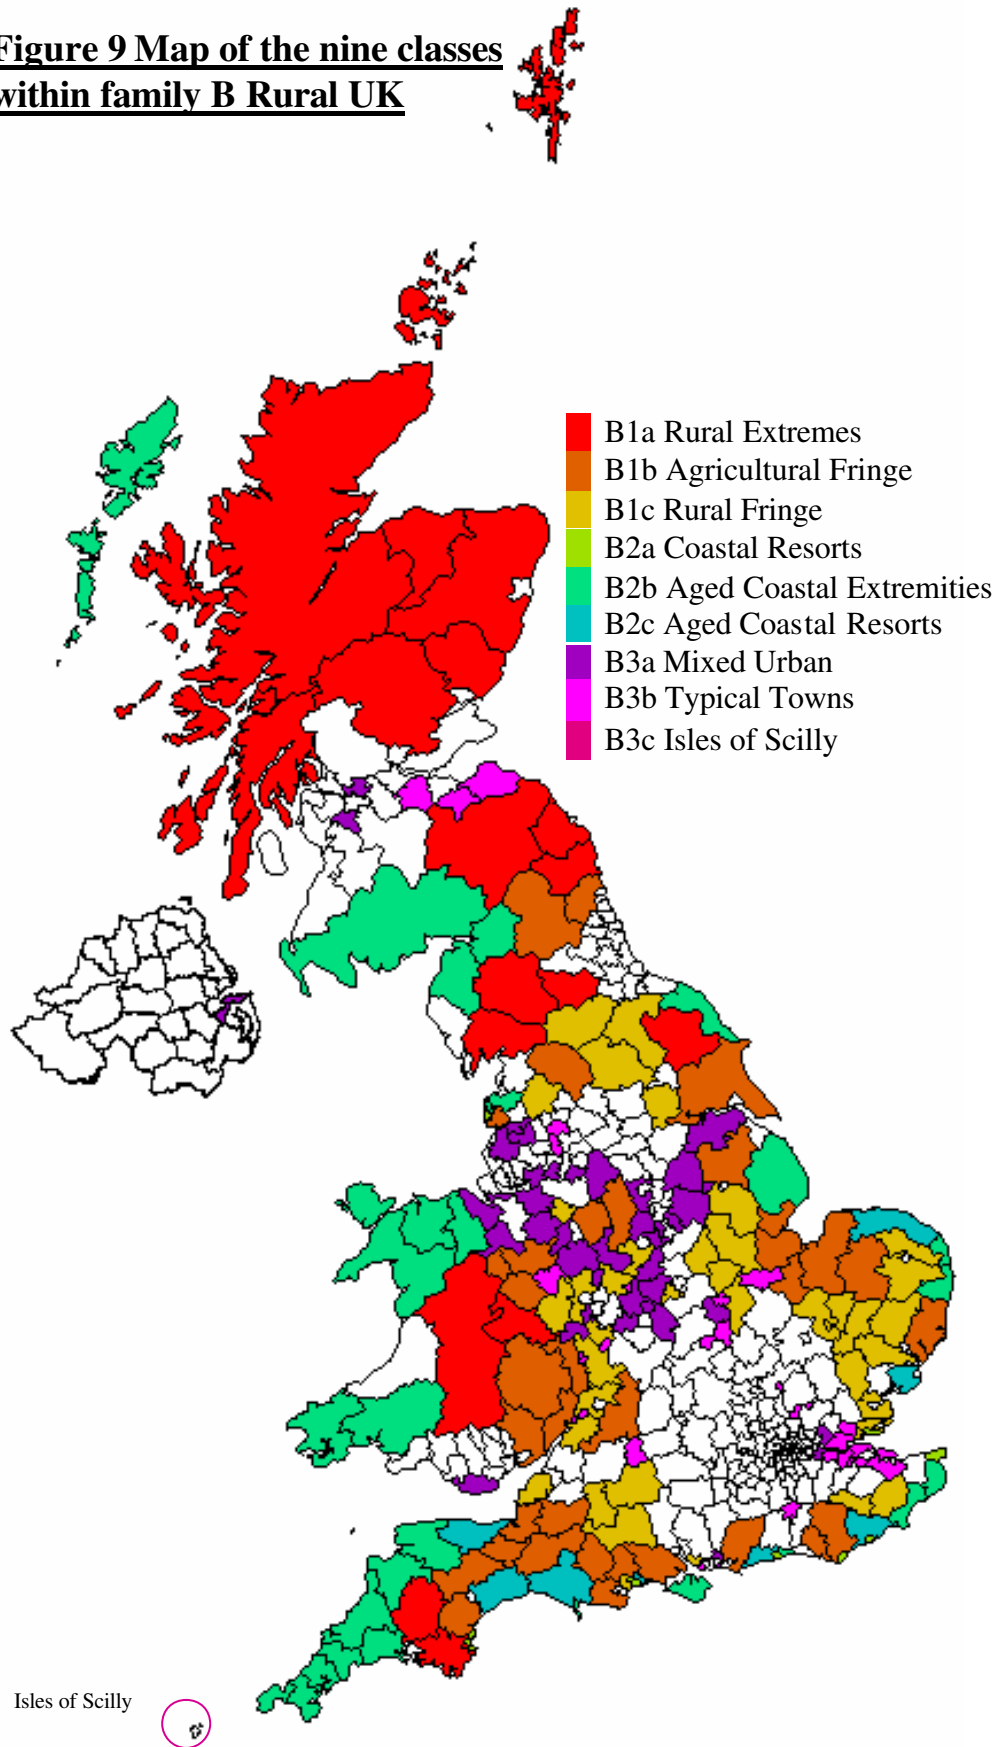 Figure 9 Map of the nine classes
within family B Rural UK
B1a Rural Extremes
B1b Agricultural Fringe
B1c Rural Fringe
B2a Coastal Resorts
B2b Aged Coastal Extremities
B2c Aged Coastal Resorts
B3a Mixed Urban
B3b Typical Towns
B3c Isles of Scilly
Isles of Scilly